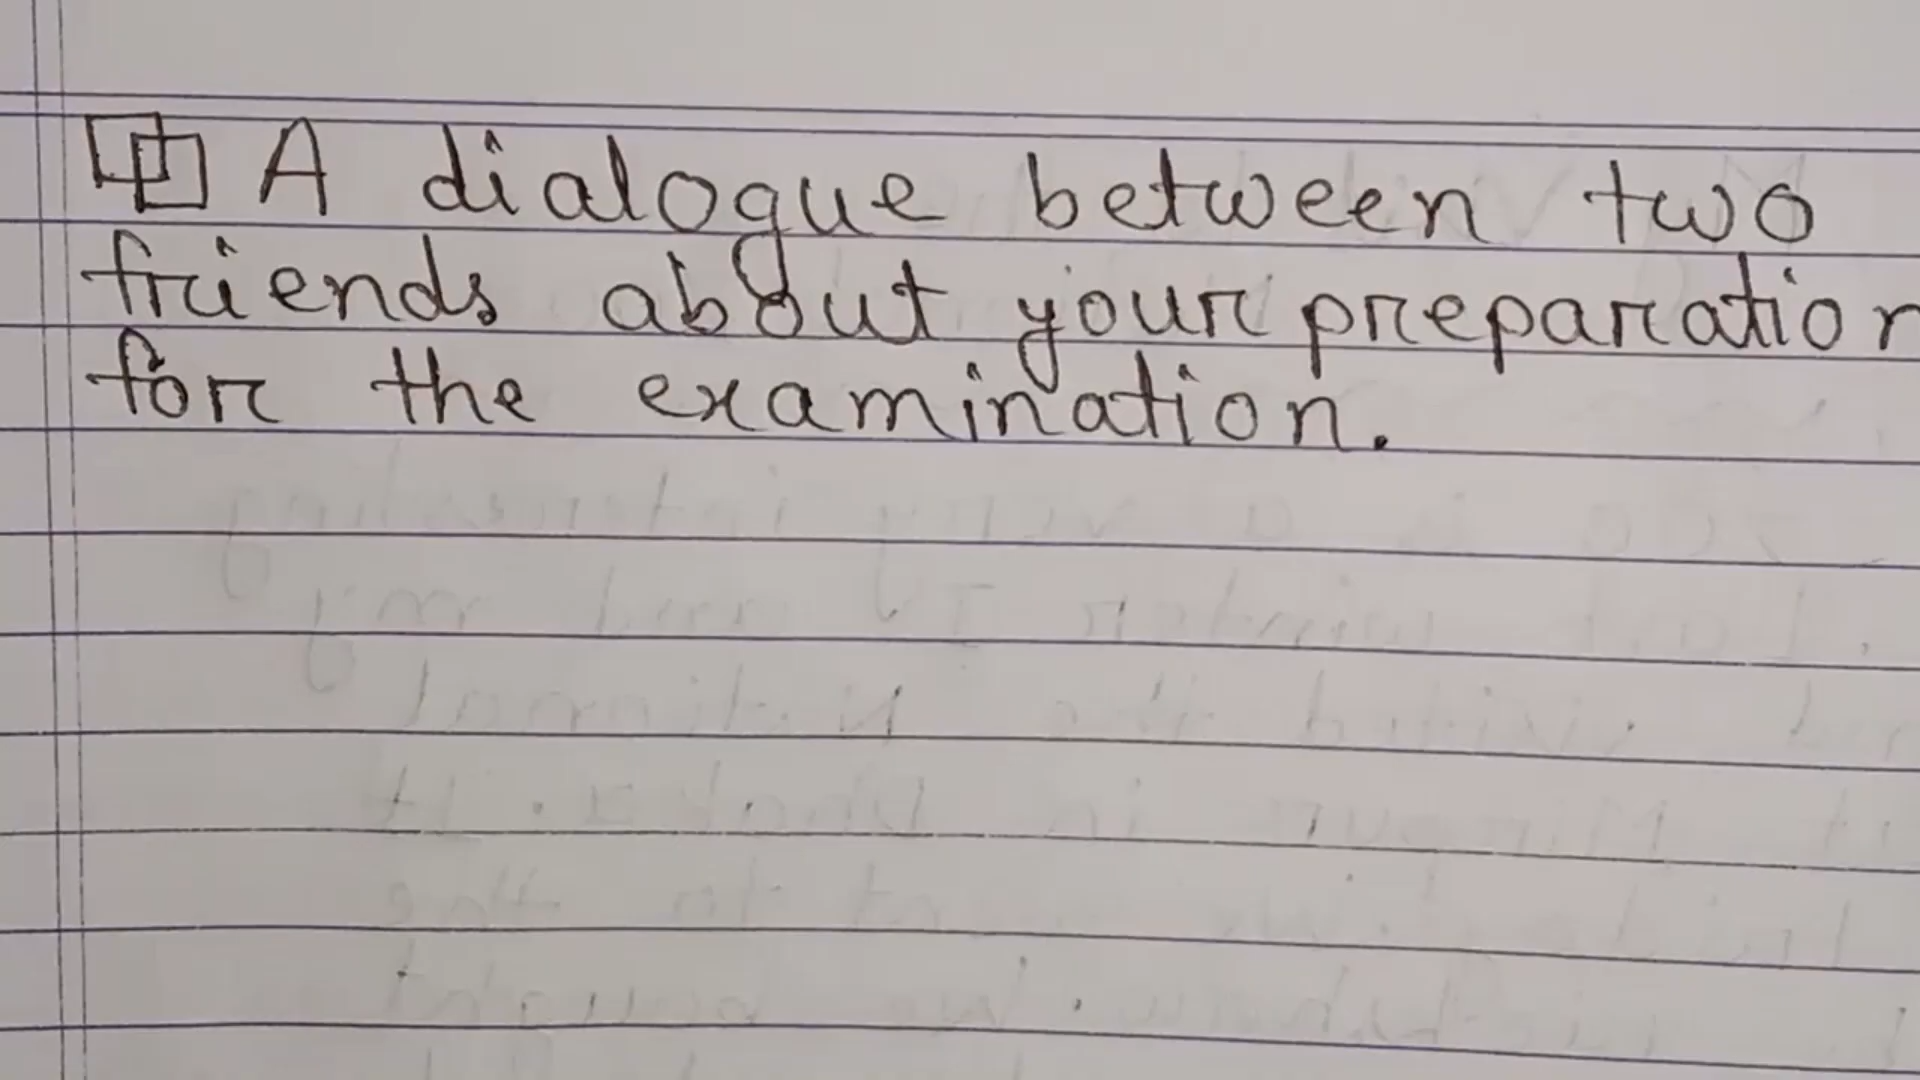 A dialogue between two
friends about your preparation
for the examination.